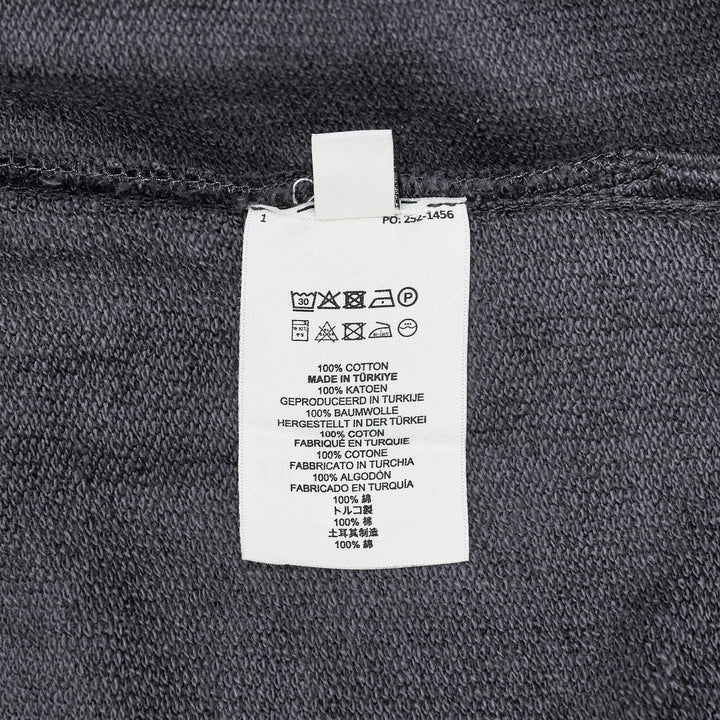 1 PO: 252-1456
30
P
100% COTTON
MADE IN TÜRKIYE
100% KATOEN
GEPRODUCEERD IN TURKIJE
100% BAUMWOLLE
HERGESTELLT IN DER TÜRKEI
100% COTON
FABRIQUÉ EN TURQUIE
100% COTONE
FABBRICATO IN TURCHIA
100% ALGODÓN
FABRICADO EN TURQUÍA
100% 綿
トルコ製
100% 棉
土耳其制造
100% 綿